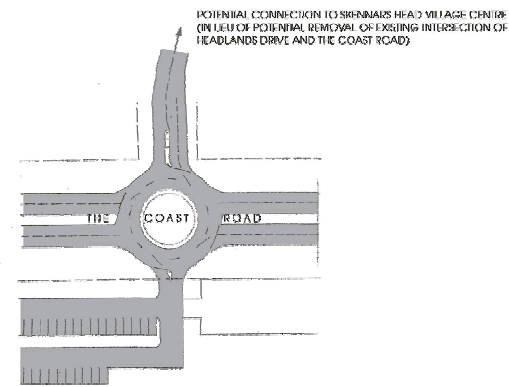 POTENTIAL CONNECTION TO SKENNARS HEAD VILLAGE CENTRE
(IN LIEU OF POTENTIAL REMOVAL OF EXISTING INTERSECTION OF
HEADLANDS DRIVE AND THE COAST ROAD)
THE COAST ROAD